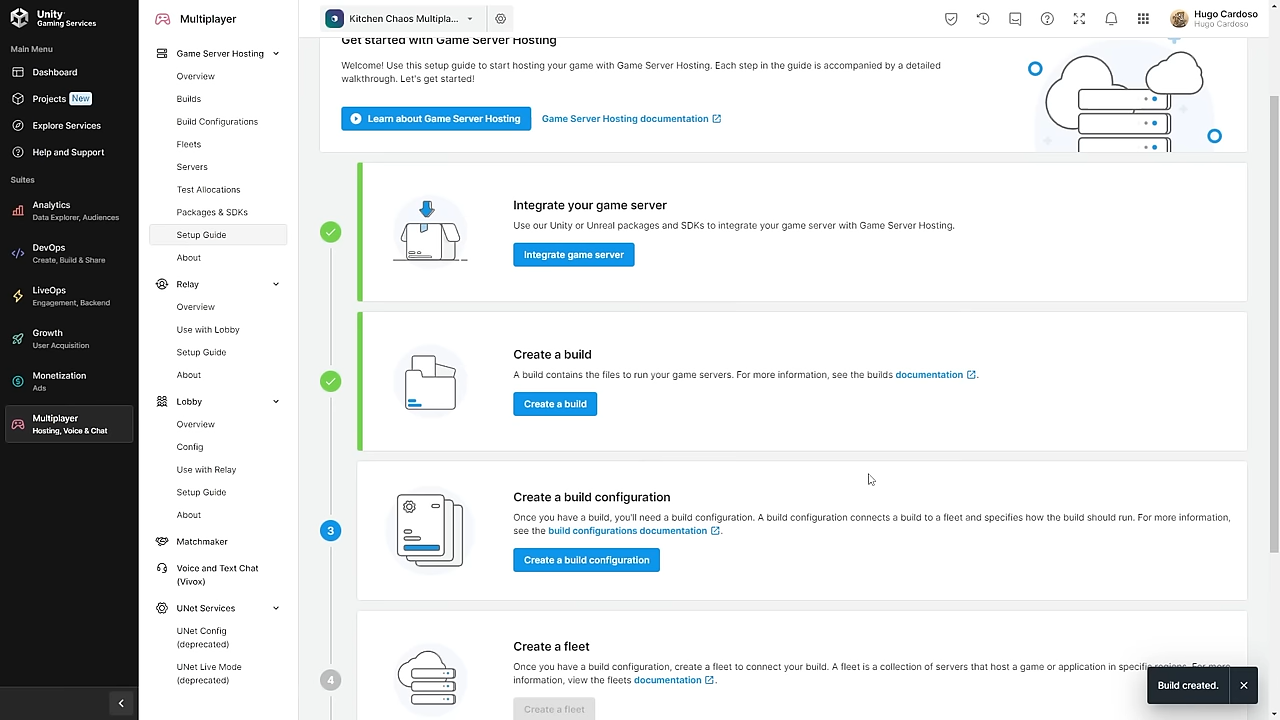 Unity
Gaming Services
Main Menu
Dashboard
Projects New
Explore Services
Help and Support
Suites
Analytics
Data Explorer, Audiences
DevOps
Create, Build & Share
LiveOps
Engagement, Backend
Growth
User Acquisition
Monetization
Ads
Multiplayer
Hosting, Voice & Chat
Multiplayer
Game Server Hosting
Overview
Builds
Build Configurations
Fleets
Servers
Test Allocations
Packages & SDKs
Setup Guide
About
Relay
Overview
Use with Lobby
Setup Guide
About
Lobby
Overview
Config
Use with Relay
Setup Guide
About
Matchmaker
Voice and Text Chat
(Vivox)
UNet Services
UNet Config
(deprecated)
UNet Live Mode
(deprecated)
Kitchen Chaos Multipla...
Hugo Cardoso
Hugo Cardoso
Get started with Game Server Hosting
Welcome! Use this setup guide to start hosting your game with Game Server Hosting. Each step in the guide is accompanied by a detailed
walkthrough. Let's get started!
Learn about Game Server Hosting
Game Server Hosting documentation
Integrate your game server
Use our Unity or Unreal packages and SDKs to integrate your game server with Game Server Hosting.
Integrate game server
Create a build
A build contains the files to run your game servers. For more information, see the builds documentation.
Create a build
3
Create a build configuration
Once you have a build, you'll need a build configuration. A build configuration connects a build to a fleet and specifies how the build should run. For more information,
see the build configurations documentation.
Create a build configuration
4
Create a fleet
Once you have a build configuration, create a fleet to connect your build. A fleet is a collection of servers that host a game or application in specific regions. For more
information, view the fleets documentation.
Create a fleet
Build created.